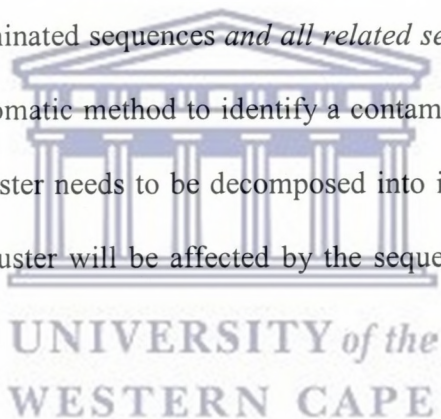 minated sequences and all related se
omatic method to identify a contam
ster needs to be decomposed into i
uster will be affected by the seque
UNIVERSITY of the
WESTERN CAPE